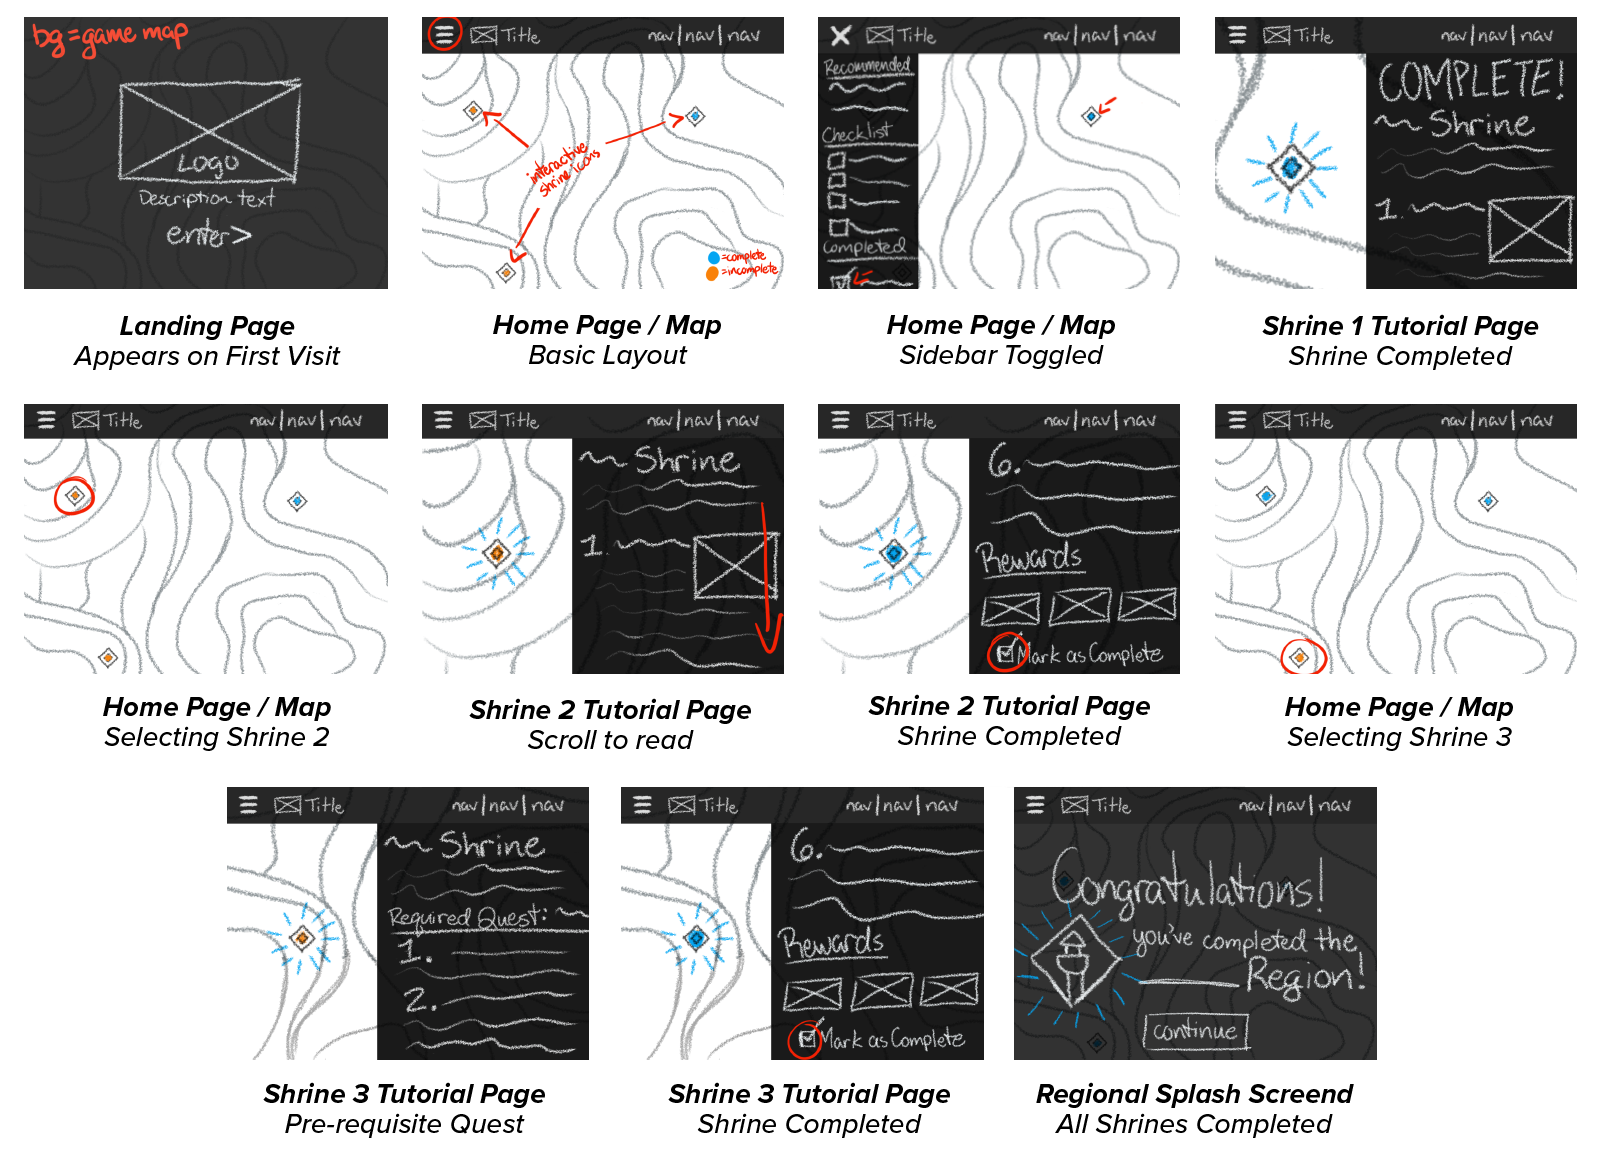 bg=game map
Logo
Description text
enter>
Landing Page
Appears on First Visit
Title
nav|nav|nav
interactive
shrine icons
=complete
=incomplete
Home Page / Map
Basic Layout
Title
nav|nav|nav
Recommended
Checklist
Completed
Home Page / Map
Sidebar Toggled
Title
nav|nav|nav
COMPLETE!
Shrine
1.
Shrine 1 Tutorial Page
Shrine Completed
Title
nav|nav|nav
Home Page / Map
Selecting Shrine 2
Title
nav|nav|nav
Shrine
1.
Shrine 2 Tutorial Page
Scroll to read
Title
nav|nav|nav
6.
Rewards
Mark as Complete
Shrine 2 Tutorial Page
Shrine Completed
Title
nav|nav|nav
Home Page / Map
Selecting Shrine 3
Title
nav|nav|nav
Shrine
Required Quest:
1.
2.
Shrine 3 Tutorial Page
Pre-requisite Quest
Title
nav|nav|nav
6.
Rewards
Mark as Complete
Shrine 3 Tutorial Page
Shrine Completed
Title
nav|nav|nav
Congratulations!
you've completed the
Region!
continue
Regional Splash Screend
All Shrines Completed